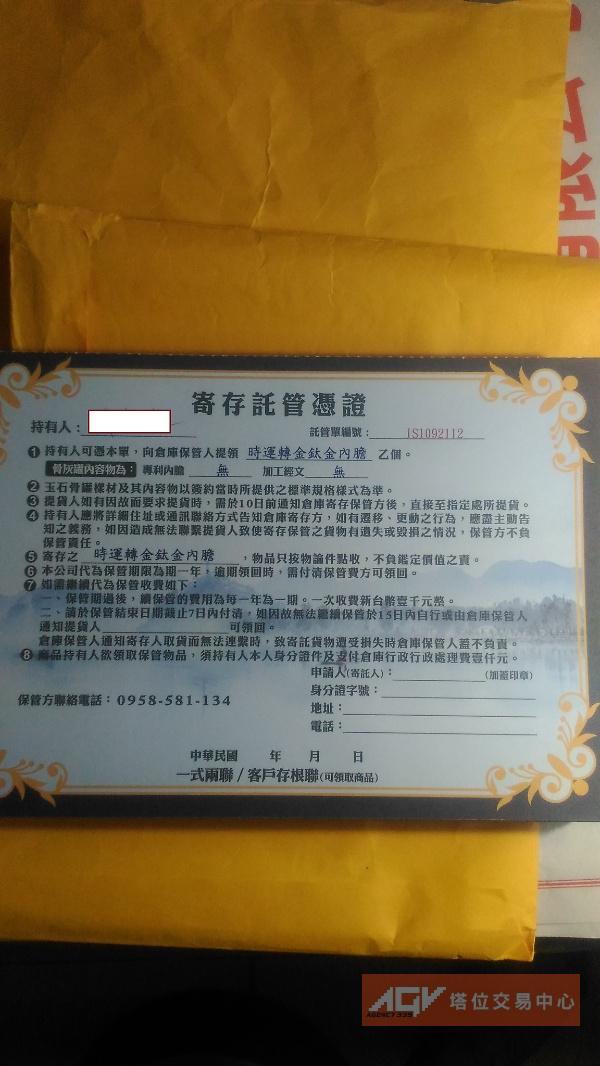 寄存託管憑證
持有人：
託管單編號：IS1092112
❶ 持有人可憑本單，向倉庫保管人提領 時運轉金鈦金內膽 乙個。
骨灰罐內容物為： 專利內膽 無 加工經文 無
❷ 玉石骨罐樣材及其內容物以簽約當時所提供之標準規格樣式為準。
❸ 提貨人如有因故而要求提貨時，需於10日前通知倉庫寄存保管方後，直接至指定處所提貨。
❹ 持有人應將詳細住址或通訊聯絡方式告知倉庫寄存方，如有遷移、更動之行為，應盡主動告
知之義務，如因造成無法聯繫提貨人致使寄存保管之貨物有遺失或毀損之情況，保管方不負
保管責任。
❺ 寄存之 時運轉金鈦金內膽 ，物品只按物論件點收，不負鑑定價值之責。
❻ 本公司代為保管期限為期一年，逾期領回時，需付清保管費方可領回。
❼ 如需繼續代為保管收費如下：
一、保管期過後，續保管的費用為每一年為一期。一次收費新台幣壹千元整。
二、請於保管結束日期截止7日內付清，如因故無法繼續保管於15日內自行或由倉庫保管人
通知提貨人 可領回。
倉庫保管人通知寄存人取貨而無法連繫時，致寄託貨物遭受損失時倉庫保管人蓋不負責。
❽ 商品持有人欲領取保管物品，須持有人本人身分證件及支付倉庫行政行政處理費壹仟元。
申請人(寄託人)： (加蓋印章)
身分證字號：
保管方聯絡電話：0958-581-134
地址：
電話：
中華民國 年 月 日
一式兩聯 / 客戶存根聯(可領取商品)
AGV 塔位交易中心
AGENCY339